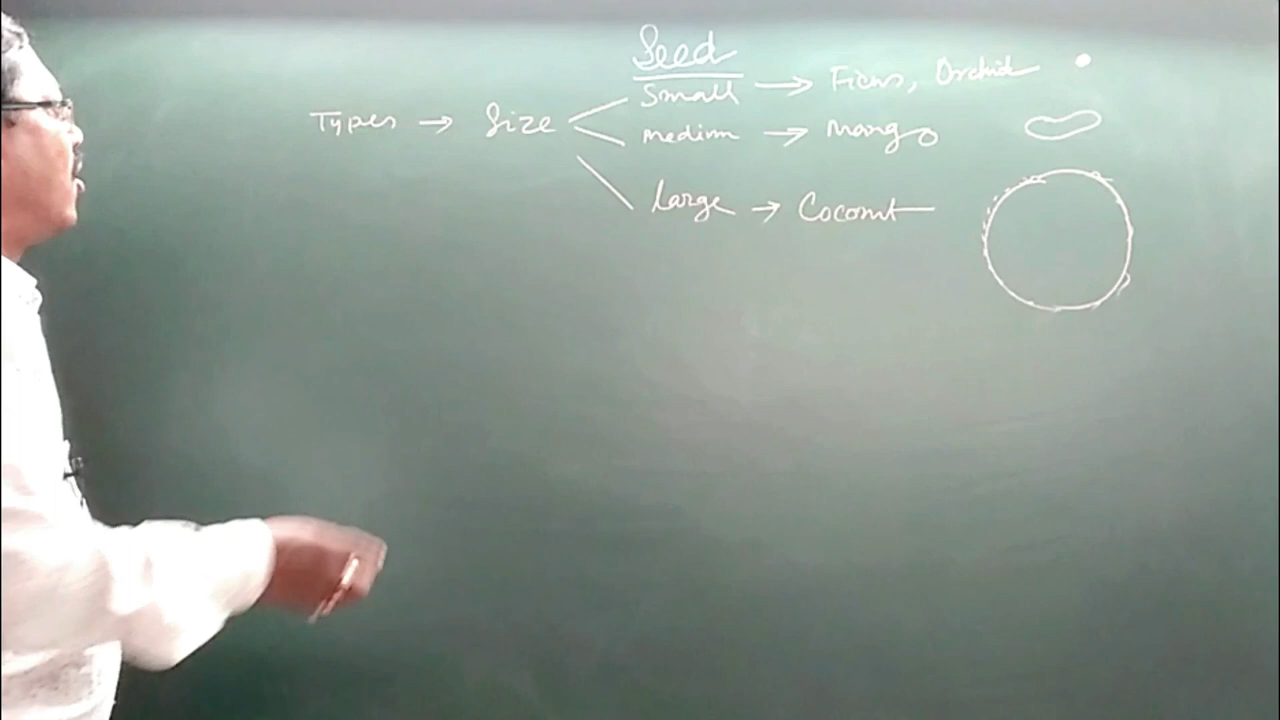 Seed
Small → Ficus, Orchid
Types → Size
medium → Mango
Large → Coconut